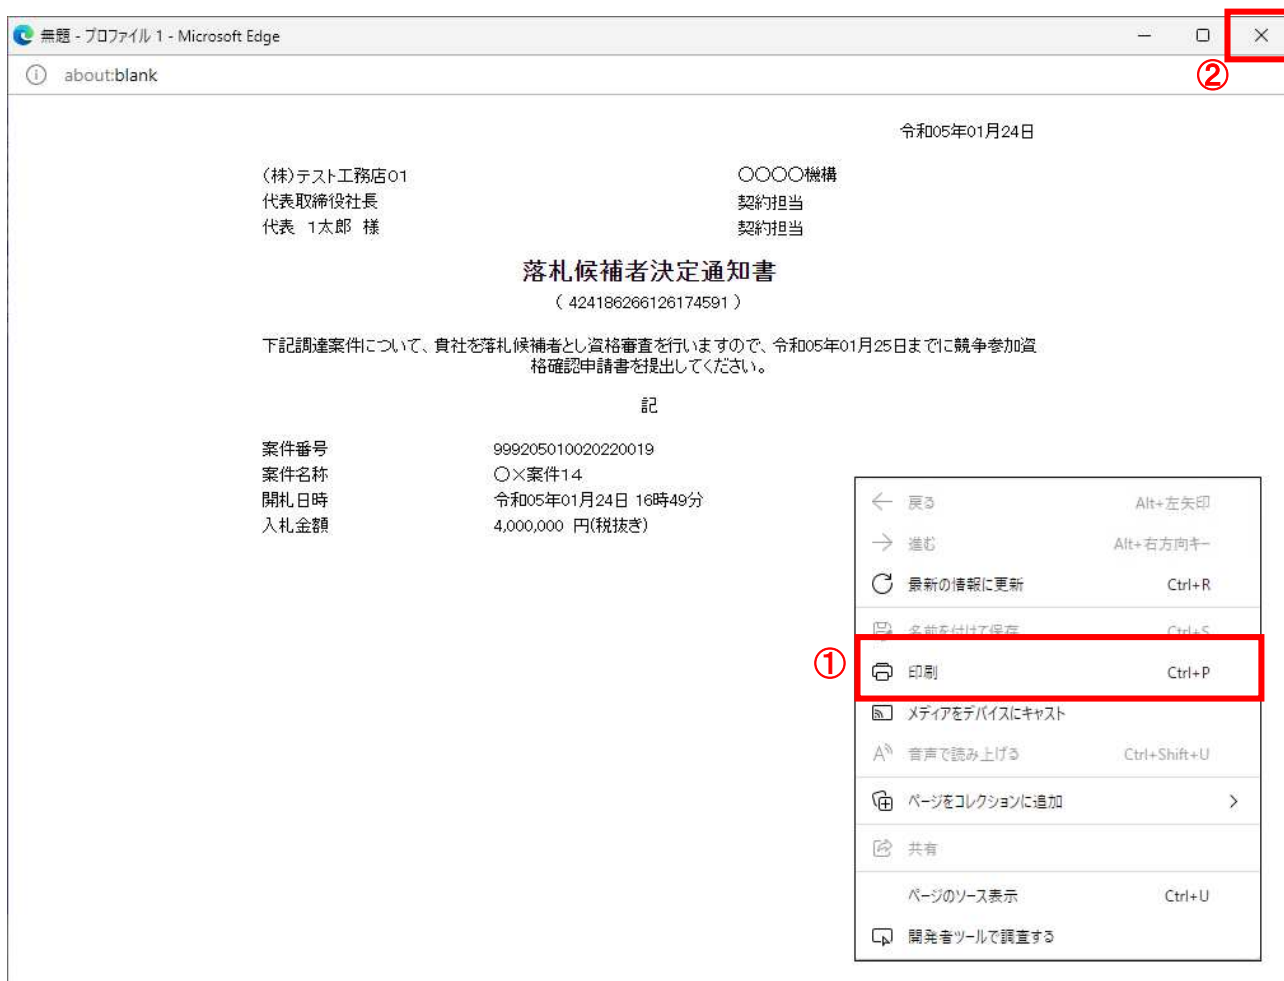 無題 - プロファイル 1 - Microsoft Edge
②
about:blank
令和05年01月24日
(株)テスト工務店01
〇〇〇〇機構
代表取締役社長
契約担当
代表 1太郎 様
契約担当
落札候補者決定通知書
( 424186266126174591 )
下記調達案件について、貴社を落札候補者とし資格審査を行いますので、令和05年01月25日までに競争参加資
格確認申請書を提出してください。
記
案件番号 999205010020220019
案件名称 〇×案件14
開札日時 令和05年01月24日 16時49分
入札金額 4,000,000 円(税抜き)
戻る Alt+左矢印
進む Alt+右方向キー
最新の情報に更新 Ctrl+R
名前を付けて保存 Ctrl+S
①
印刷 Ctrl+P
メディアをデバイスにキャスト
音声で読み上げる Ctrl+Shift+U
ページをコレクションに追加
共有
ページのソース表示 Ctrl+U
開発者ツールで調査する